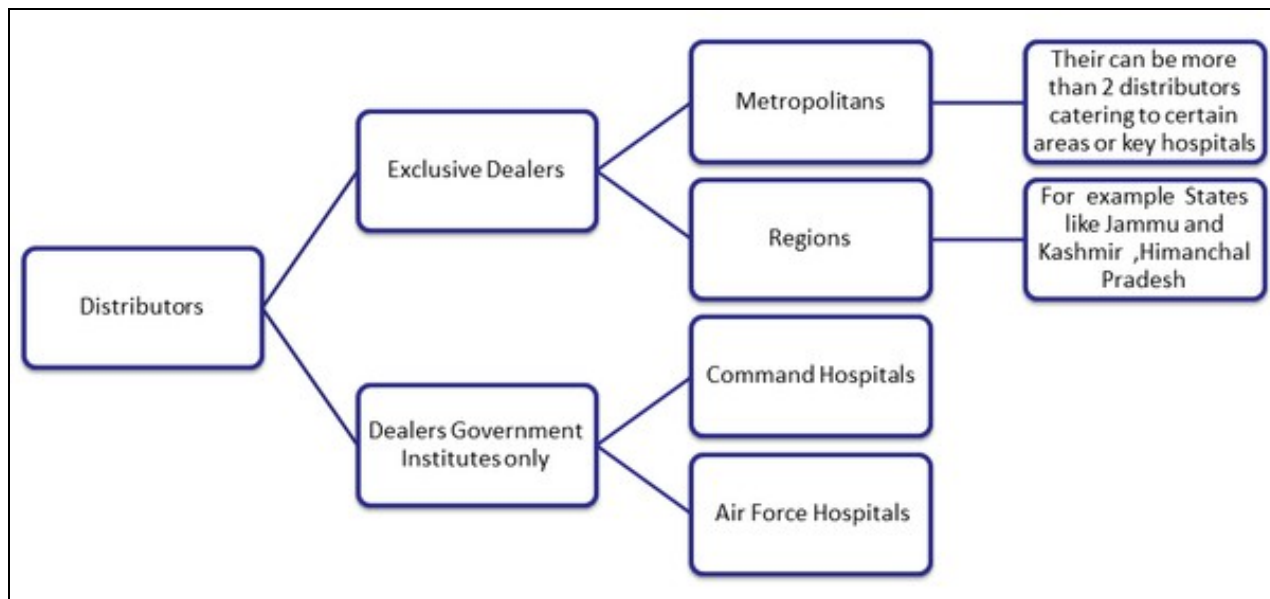 Distributors
Exclusive Dealers
Metropolitans
Their can be more
than 2 distributors
catering to certain
areas or key hospitals
Regions
For example States
like Jammu and
Kashmir ,Himanchal
Pradesh
Dealers Government
Institutes only
Command Hospitals
Air Force Hospitals